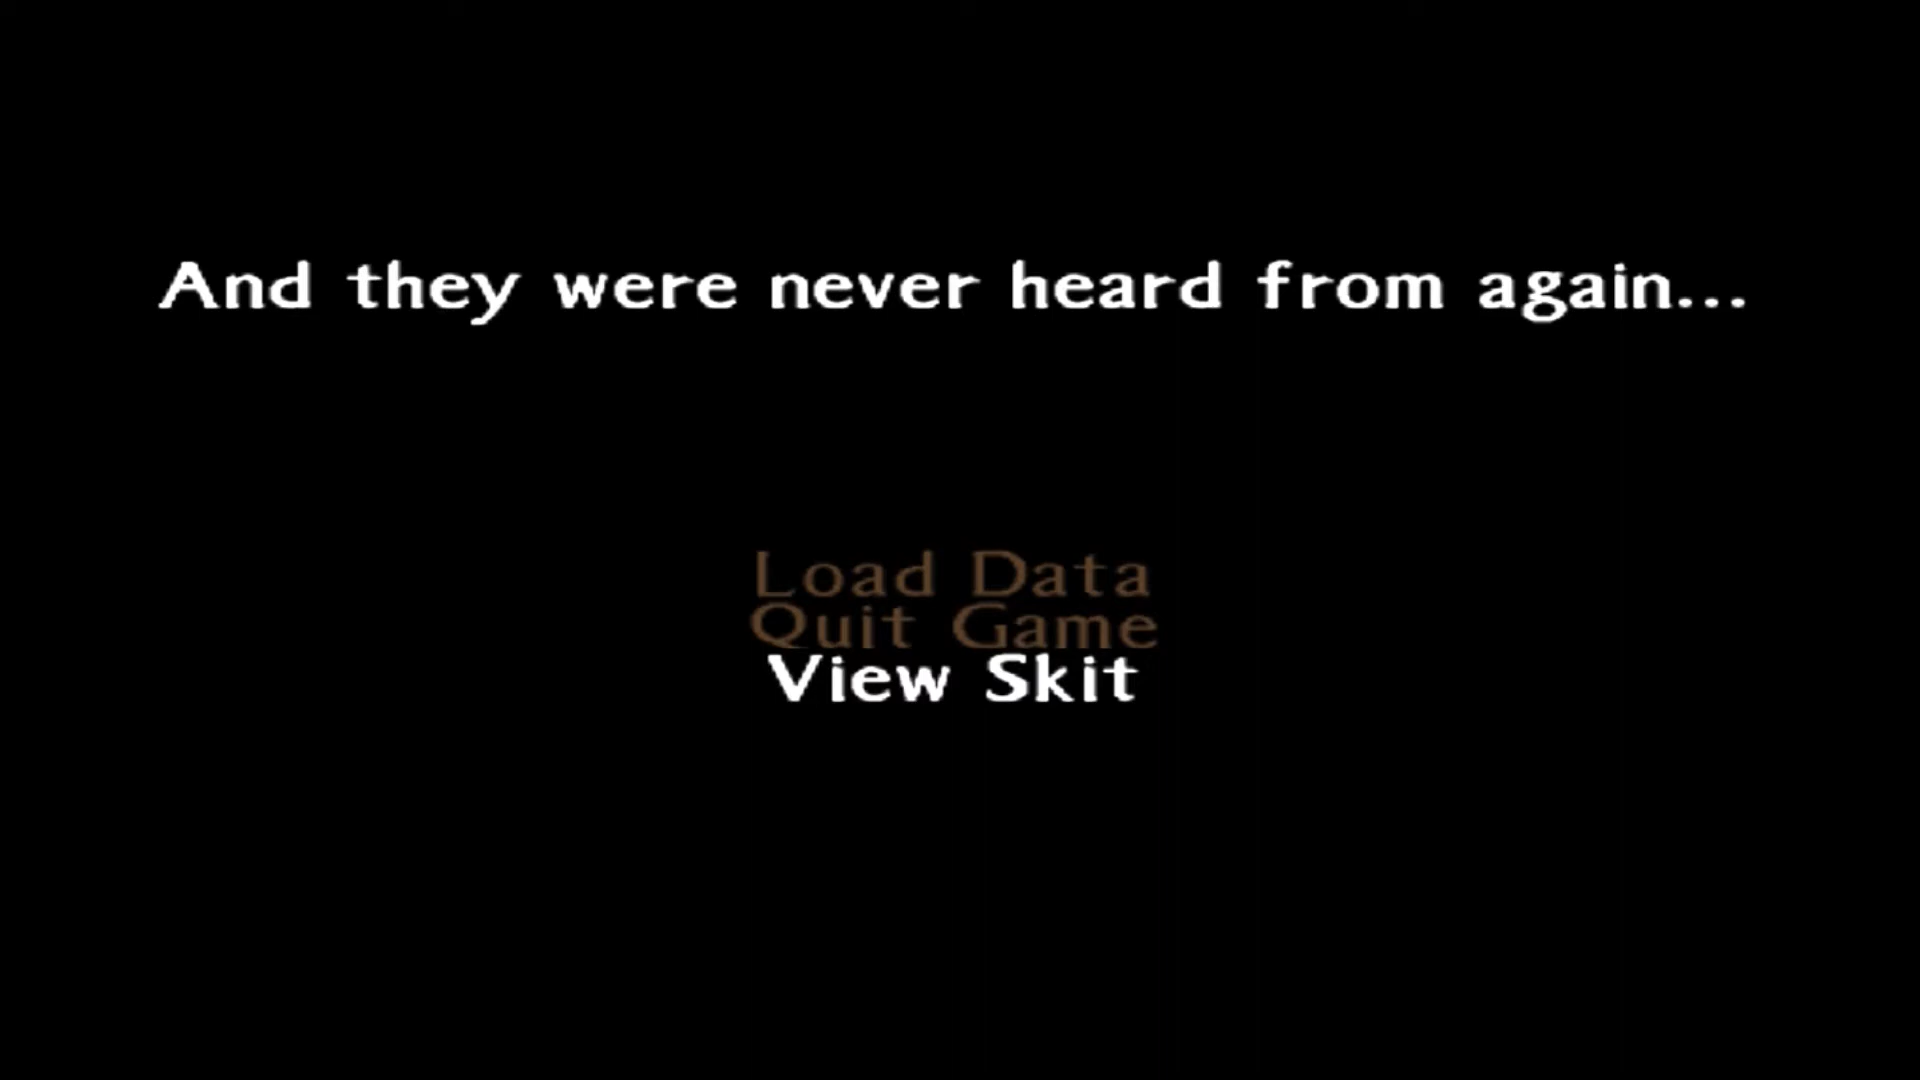 And they were never heard from again...
Load Data
Quit Game
View Skit